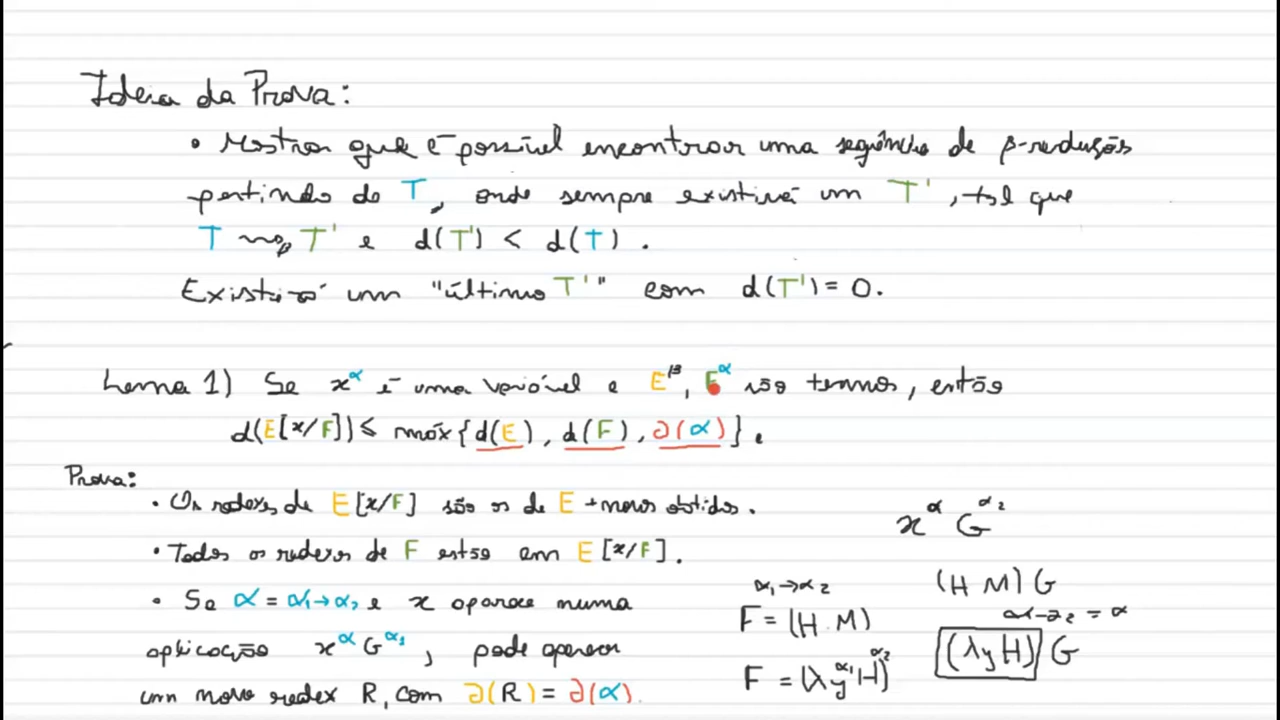 Ideia da Prova:
• Mostrar que é possível encontrar uma sequência de β-reduções
partindo de T, onde sempre existirá um T', tal que
T ⇝β T' e d(T') < d(T).
Existirá um "último T'" com d(T') = 0.
Lema 1) Se x^α é uma variável e E^β, F^α são termos, então
d(E[x/F]) ≤ máx{d(E), d(F), ∂(α)}.
Prova:
• Os redexes de E[x/F] são os de E + novos obtidos.
• Todos os redexes de F estão em E[x/F].
• Se α = α₁→α₂ e x aparece numa
aplicação x^α G^α₁, pode aparecer
um novo redex R, com ∂(R) = ∂(α).
x^α G^α₂
(H M) G
α₁→α₂
F = (H M)
F = (λy^α₁ H)^α₂
(λy H) G